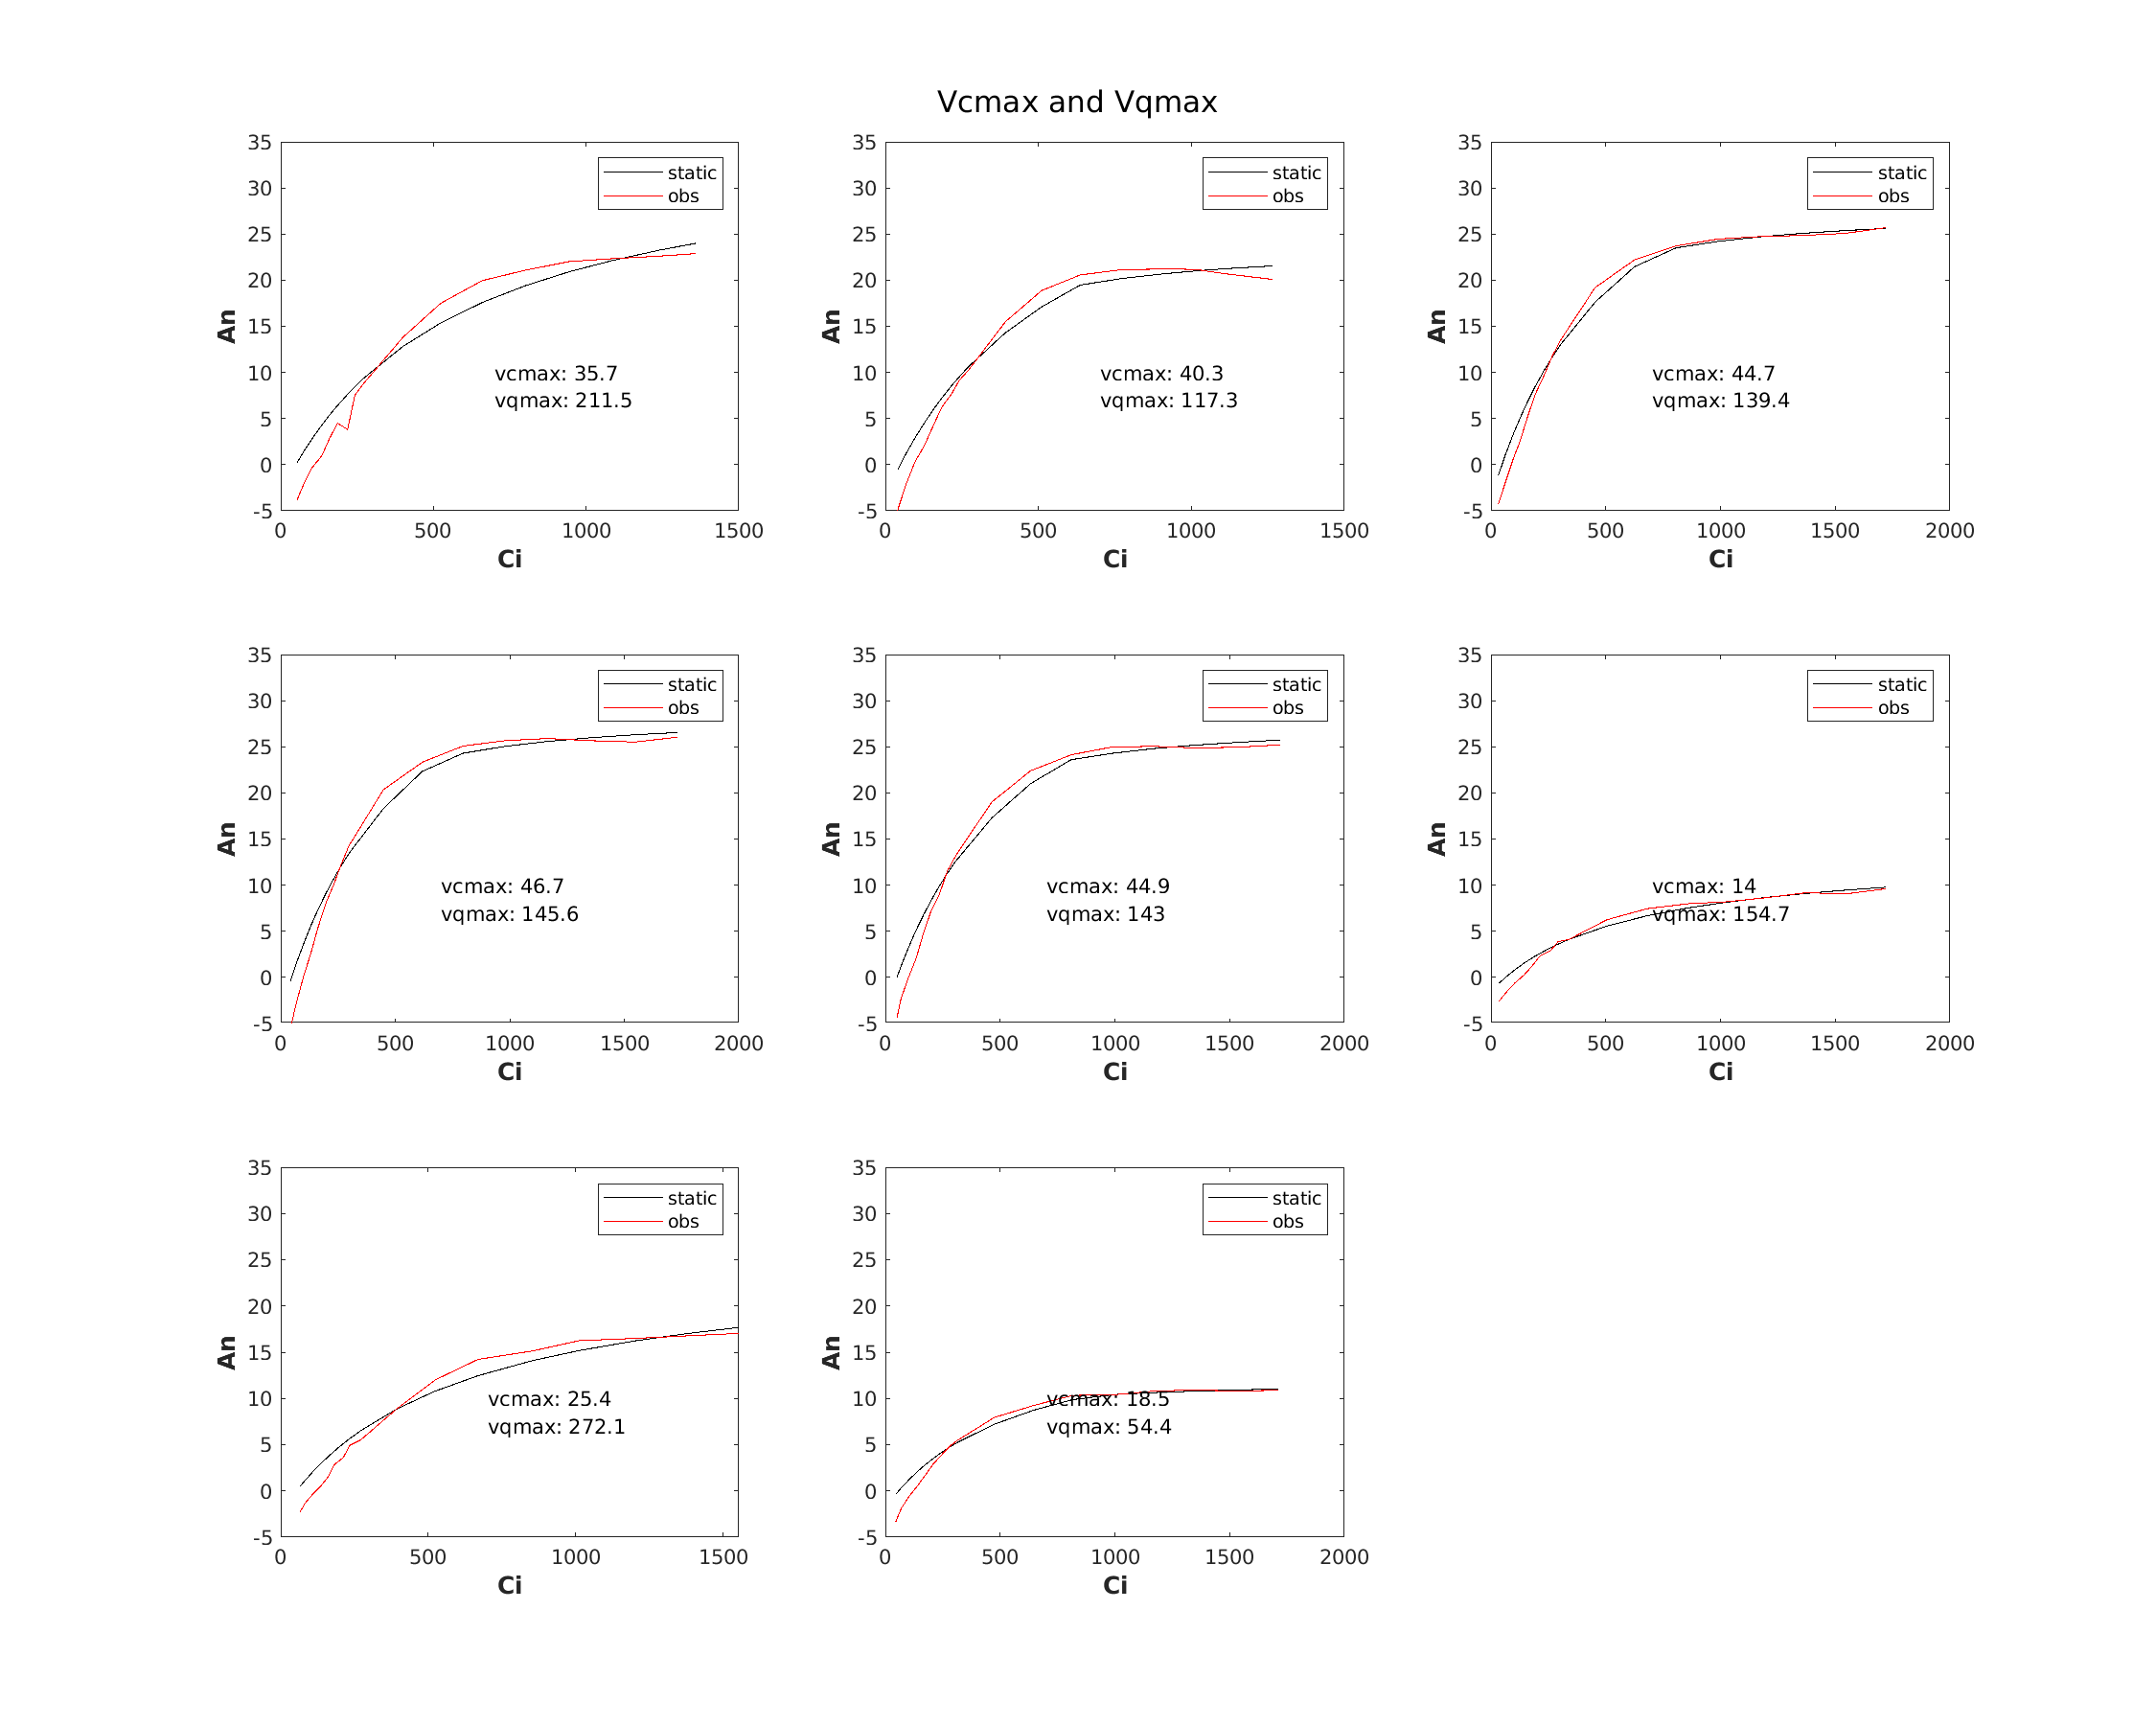 Vcmax and Vqmax
35
30
25
20
15
10
5
0
-5
An
static
obs
vcmax: 35.7
vqmax: 211.5
0 500 1000 1500
Ci
35
30
25
20
15
10
5
0
-5
An
static
obs
vcmax: 40.3
vqmax: 117.3
0 500 1000 1500
Ci
35
30
25
20
15
10
5
0
-5
An
static
obs
vcmax: 44.7
vqmax: 139.4
0 500 1000 1500 2000
Ci
35
30
25
20
15
10
5
0
-5
An
static
obs
vcmax: 46.7
vqmax: 145.6
0 500 1000 1500 2000
Ci
35
30
25
20
15
10
5
0
-5
An
static
obs
vcmax: 44.9
vqmax: 143
0 500 1000 1500 2000
Ci
35
30
25
20
15
10
5
0
-5
An
static
obs
vcmax: 14
vqmax: 154.7
0 500 1000 1500 2000
Ci
35
30
25
20
15
10
5
0
-5
An
static
obs
vcmax: 25.4
vqmax: 272.1
0 500 1000 1500
Ci
35
30
25
20
15
10
5
0
-5
An
static
obs
vcmax: 18.5
vqmax: 54.4
0 500 1000 1500 2000
Ci